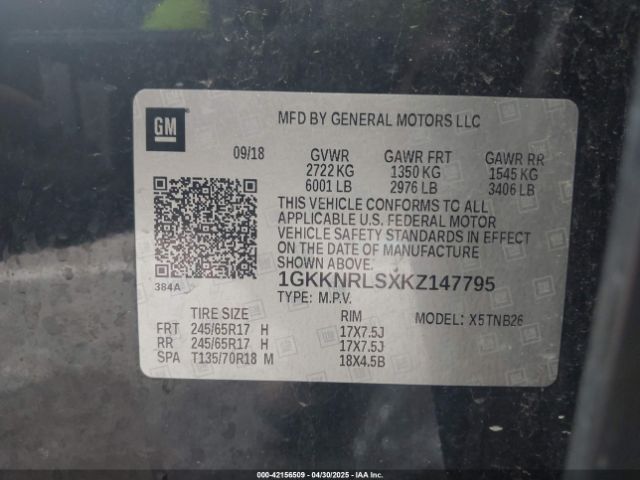 GM
MFD BY GENERAL MOTORS LLC
09/18 GVWR GAWR FRT GAWR RR
2722 KG 1350 KG 1545 KG
6001 LB 2976 LB 3406 LB
THIS VEHICLE CONFORMS TO ALL
APPLICABLE U.S. FEDERAL MOTOR
VEHICLE SAFETY STANDARDS IN EFFECT
ON THE DATE OF MANUFACTURE
SHOWN ABOVE.
384A
1GKKNRLSXKZ147795
TYPE: M.P.V.
MODEL: X5TNB26
TIRE SIZE RIM
FRT 245/65R17 H 17X7.5J
RR 245/65R17 H 17X7.5J
SPA T135/70R18 M 18X4.5B
000-42156509 - 04/30/2025 - IAAI.COM